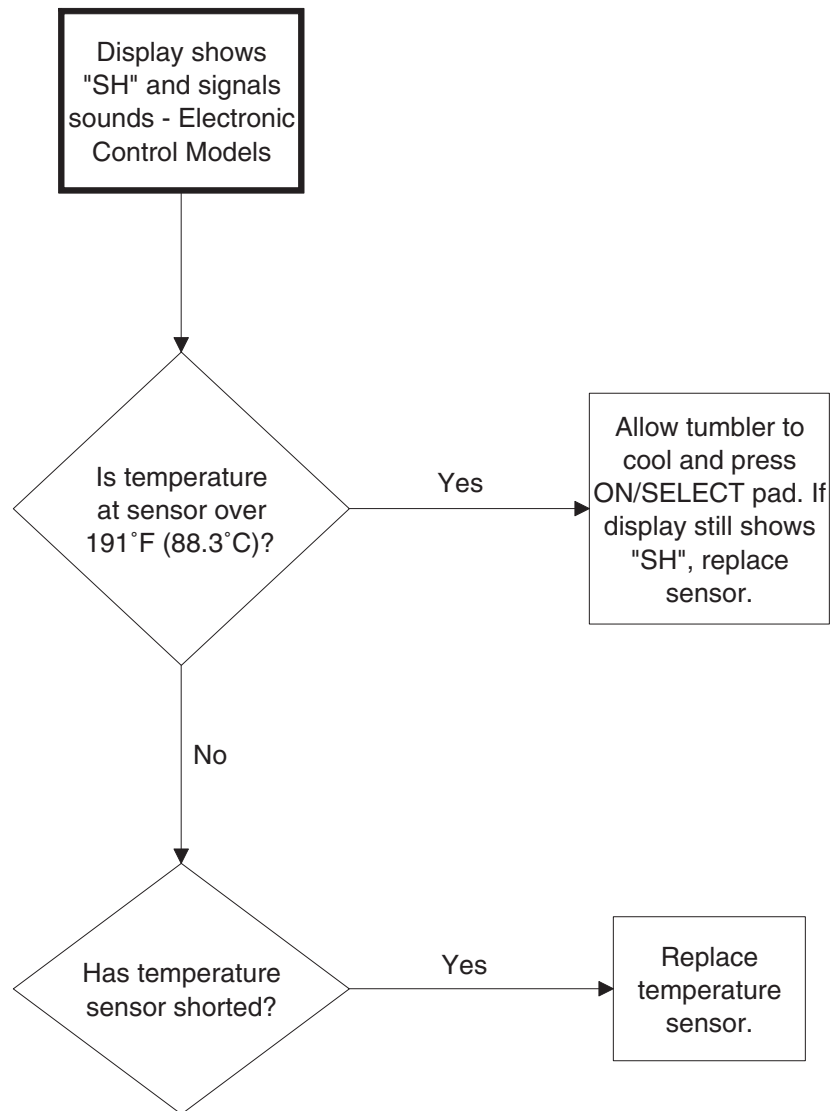 Display shows
"SH" and signals
sounds - Electronic
Control Models
Is temperature
at sensor over
191°F (88.3°C)?
Yes
Allow tumbler to
cool and press
ON/SELECT pad. If
display still shows
"SH", replace
sensor.
No
Has temperature
sensor shorted?
Yes
Replace
temperature
sensor.